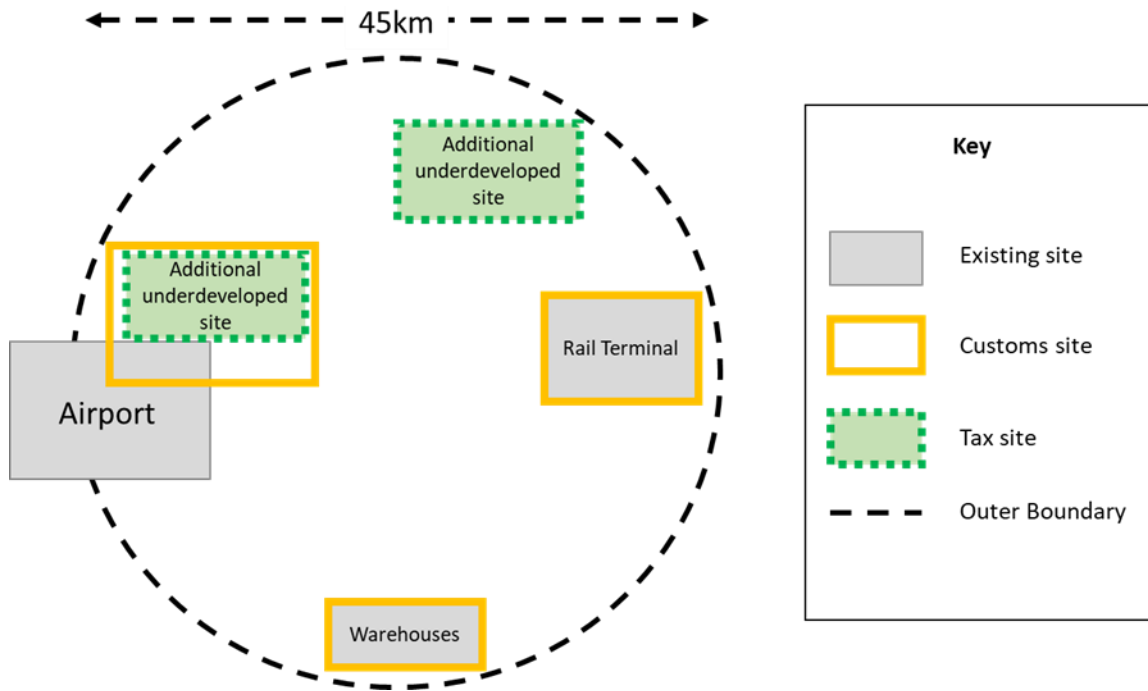 45km
Additional
underdeveloped
site
Additional
underdeveloped
site
Rail Terminal
Airport
Warehouses
Key
Existing site
Customs site
Tax site
Outer Boundary